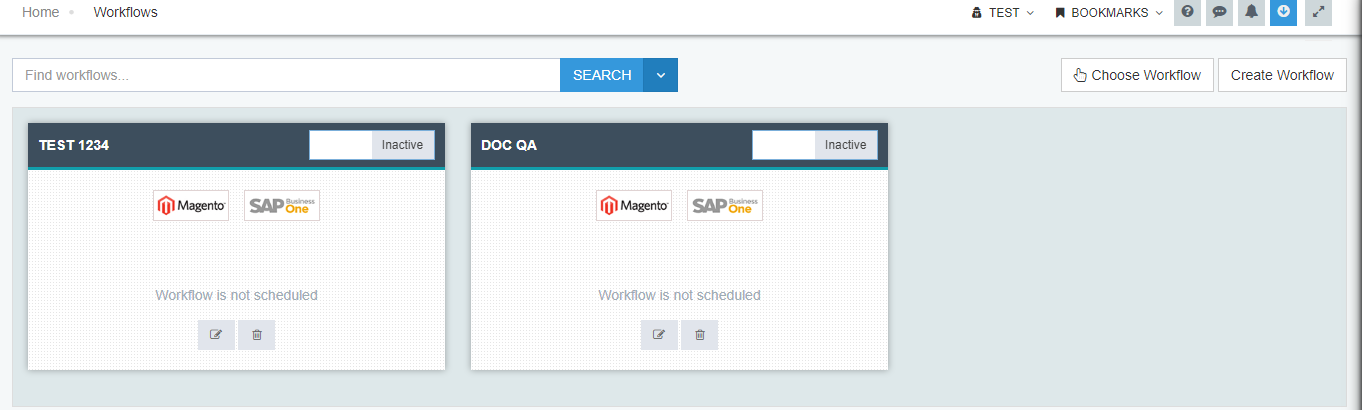 Home Workflows TEST BOOKMARKS
Find workflows... SEARCH Choose Workflow Create Workflow
TEST 1234 Inactive
DOC QA Inactive
Magento SAP Business One
Magento SAP Business One
Workflow is not scheduled
Workflow is not scheduled